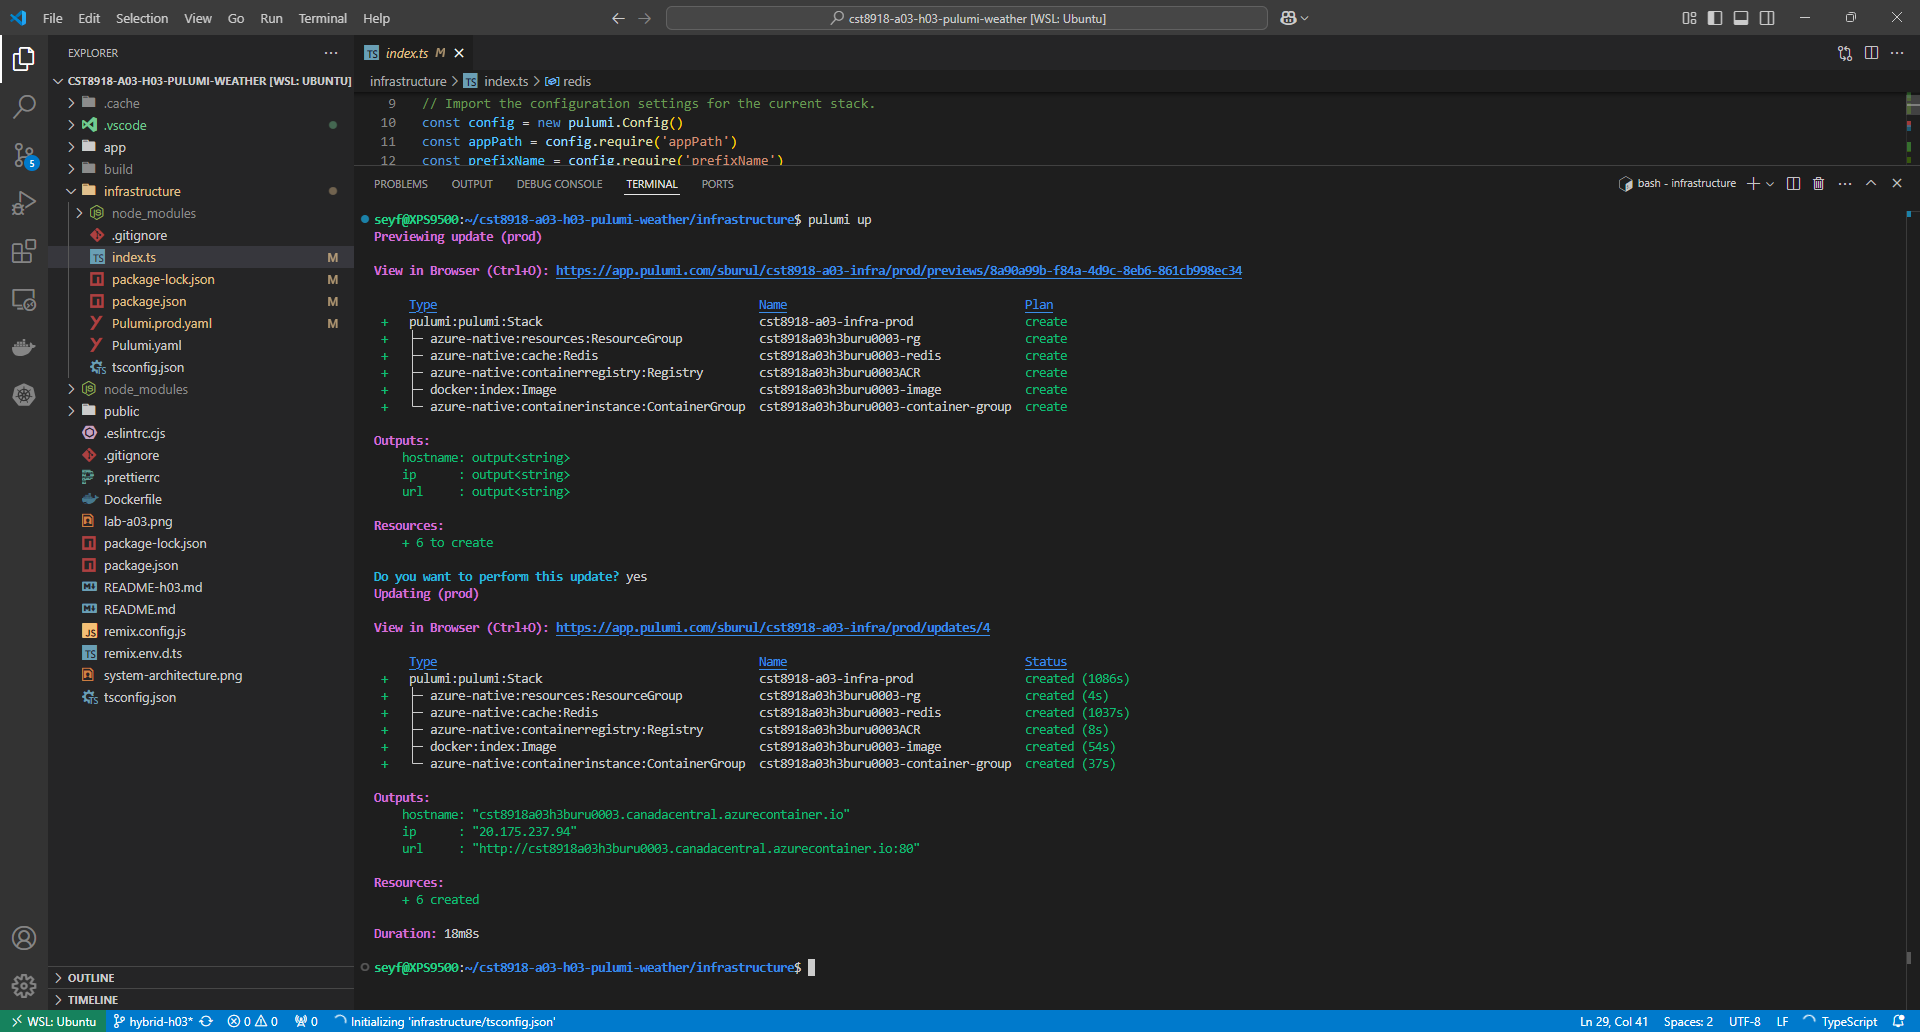 File Edit Selection View Go Run Terminal Help
cst8918-a03-h03-pulumi-weather [WSL: Ubuntu]
EXPLORER
CST8918-A03-H03-PULUMI-WEATHER [WSL: UBUNTU]
.cache
.vscode
app
build
infrastructure
node_modules
.gitignore
TS index.ts M
package-lock.json M
package.json M
Pulumi.prod.yaml M
Pulumi.yaml
tsconfig.json
node_modules
public
.eslintrc.cjs
.gitignore
.prettierrc
Dockerfile
lab-a03.png
package-lock.json
package.json
README-h03.md
README.md
JS remix.config.js
TS remix.env.d.ts
system-architecture.png
tsconfig.json
OUTLINE
TIMELINE
5
TS index.ts M
infrastructure > TS index.ts > redis
9 // Import the configuration settings for the current stack.
10 const config = new pulumi.Config()
11 const appPath = config.require('appPath')
12 const prefixName = config.require('prefixName')
PROBLEMS OUTPUT DEBUG CONSOLE TERMINAL PORTS
bash - infrastructure
seyf@XPS9500:~/cst8918-a03-h03-pulumi-weather/infrastructure$ pulumi up
Previewing update (prod)
View in Browser (Ctrl+O): https://app.pulumi.com/sburul/cst8918-a03-infra/prod/previews/8a90a99b-f84a-4d9c-8eb6-861cb998ec34
Type Name Plan
+ pulumi:pulumi:Stack cst8918-a03-infra-prod create
+ ├─ azure-native:resources:ResourceGroup cst8918a03h3buru0003-rg create
+ ├─ azure-native:cache:Redis cst8918a03h3buru0003-redis create
+ ├─ azure-native:containerregistry:Registry cst8918a03h3buru0003ACR create
+ ├─ docker:index:Image cst8918a03h3buru0003-image create
+ └─ azure-native:containerinstance:ContainerGroup cst8918a03h3buru0003-container-group create
Outputs:
hostname: output<string>
ip : output<string>
url : output<string>
Resources:
+ 6 to create
Do you want to perform this update? yes
Updating (prod)
View in Browser (Ctrl+O): https://app.pulumi.com/sburul/cst8918-a03-infra/prod/updates/4
Type Name Status
+ pulumi:pulumi:Stack cst8918-a03-infra-prod created (1086s)
+ ├─ azure-native:resources:ResourceGroup cst8918a03h3buru0003-rg created (4s)
+ ├─ azure-native:cache:Redis cst8918a03h3buru0003-redis created (1037s)
+ ├─ azure-native:containerregistry:Registry cst8918a03h3buru0003ACR created (8s)
+ ├─ docker:index:Image cst8918a03h3buru0003-image created (54s)
+ └─ azure-native:containerinstance:ContainerGroup cst8918a03h3buru0003-container-group created (37s)
Outputs:
hostname: "cst8918a03h3buru0003.canadacentral.azurecontainer.io"
ip : "20.175.237.94"
url : "http://cst8918a03h3buru0003.canadacentral.azurecontainer.io:80"
Resources:
+ 6 created
Duration: 18m8s
seyf@XPS9500:~/cst8918-a03-h03-pulumi-weather/infrastructure$
WSL: Ubuntu hybrid-h03* 0 0 0 Initializing 'infrastructure/tsconfig.json' Ln 29, Col 41 Spaces: 2 UTF-8 LF TypeScript